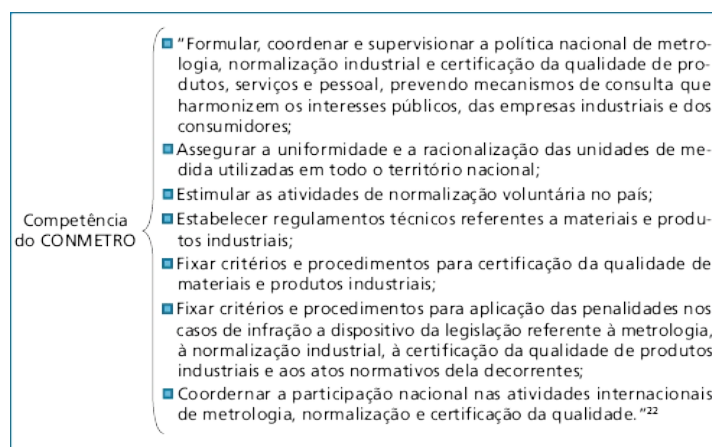 "Formular, coordenar e supervisionar a política nacional de metro-
logia, normalização industrial e certificação da qualidade de pro-
dutos, serviços e pessoal, prevendo mecanismos de consulta que
harmonizem os interesses públicos, das empresas industriais e dos
consumidores;
Assegurar a uniformidade e a racionalização das unidades de me-
dida utilizadas em todo o território nacional;
Estimular as atividades de normalização voluntária no país;
Estabelecer regulamentos técnicos referentes a materiais e produ-
tos industriais;
Competência
do CONMETRO
Fixar critérios e procedimentos para certificação da qualidade de
materiais e produtos industriais;
Fixar critérios e procedimentos para aplicação das penalidades nos
casos de infração a dispositivo da legislação referente à metrologia,
à normalização industrial, à certificação da qualidade de produtos
industriais e aos atos normativos dela decorrentes;
Coordernar a participação nacional nas atividades internacionais
de metrologia, normalização e certificação da qualidade."22